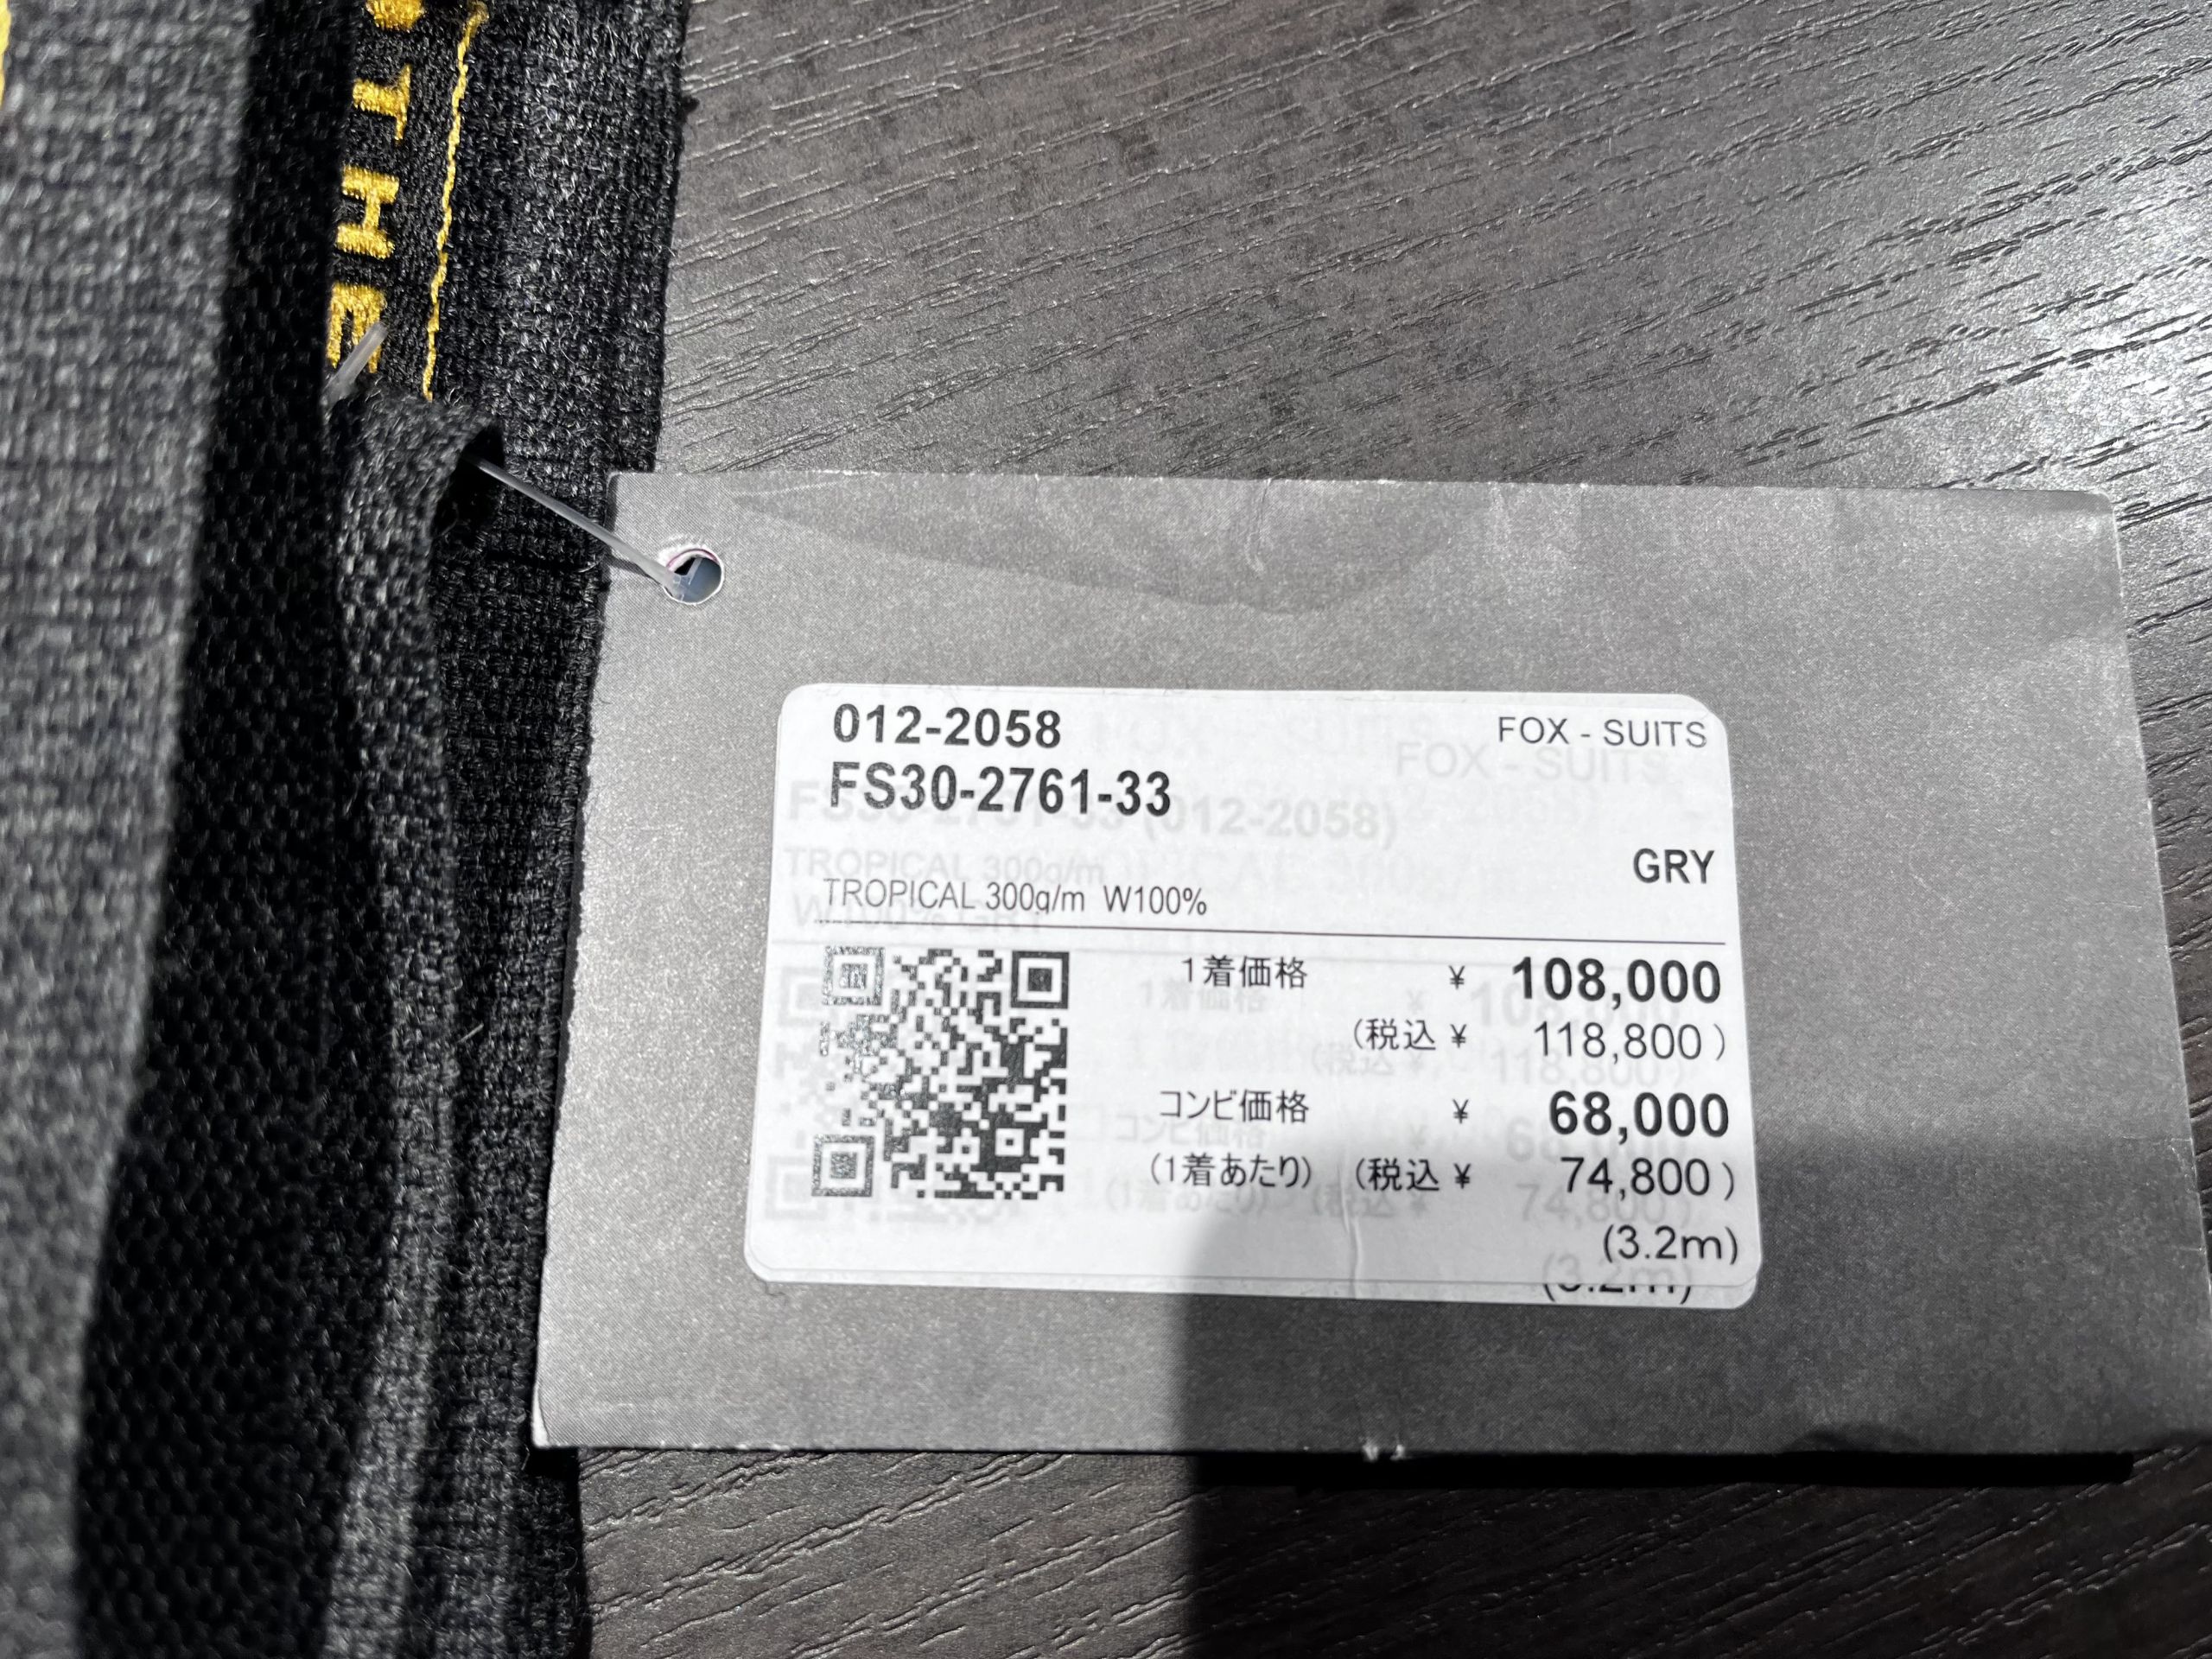 THE
012-2058
FOX - SUITS
FS30-2761-33
GRY
TROPICAL 300g/m W100%
1着価格 ¥ 108,000
(税込 ¥ 118,800)
コンビ価格 ¥ 68,000
(1着あたり) (税込 ¥ 74,800)
(3.2m)
(3.2m)